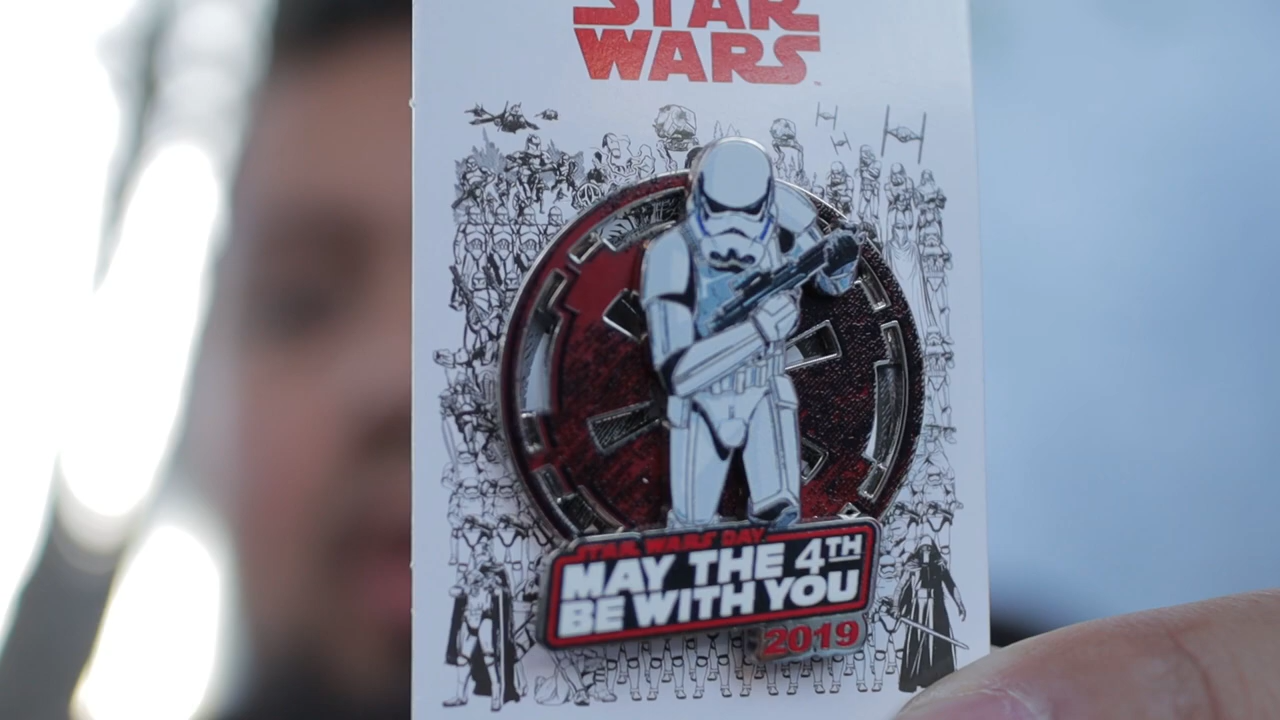 STAR
WARS
STAR WARS DAY
MAY THE 4TH
BE WITH YOU
2019